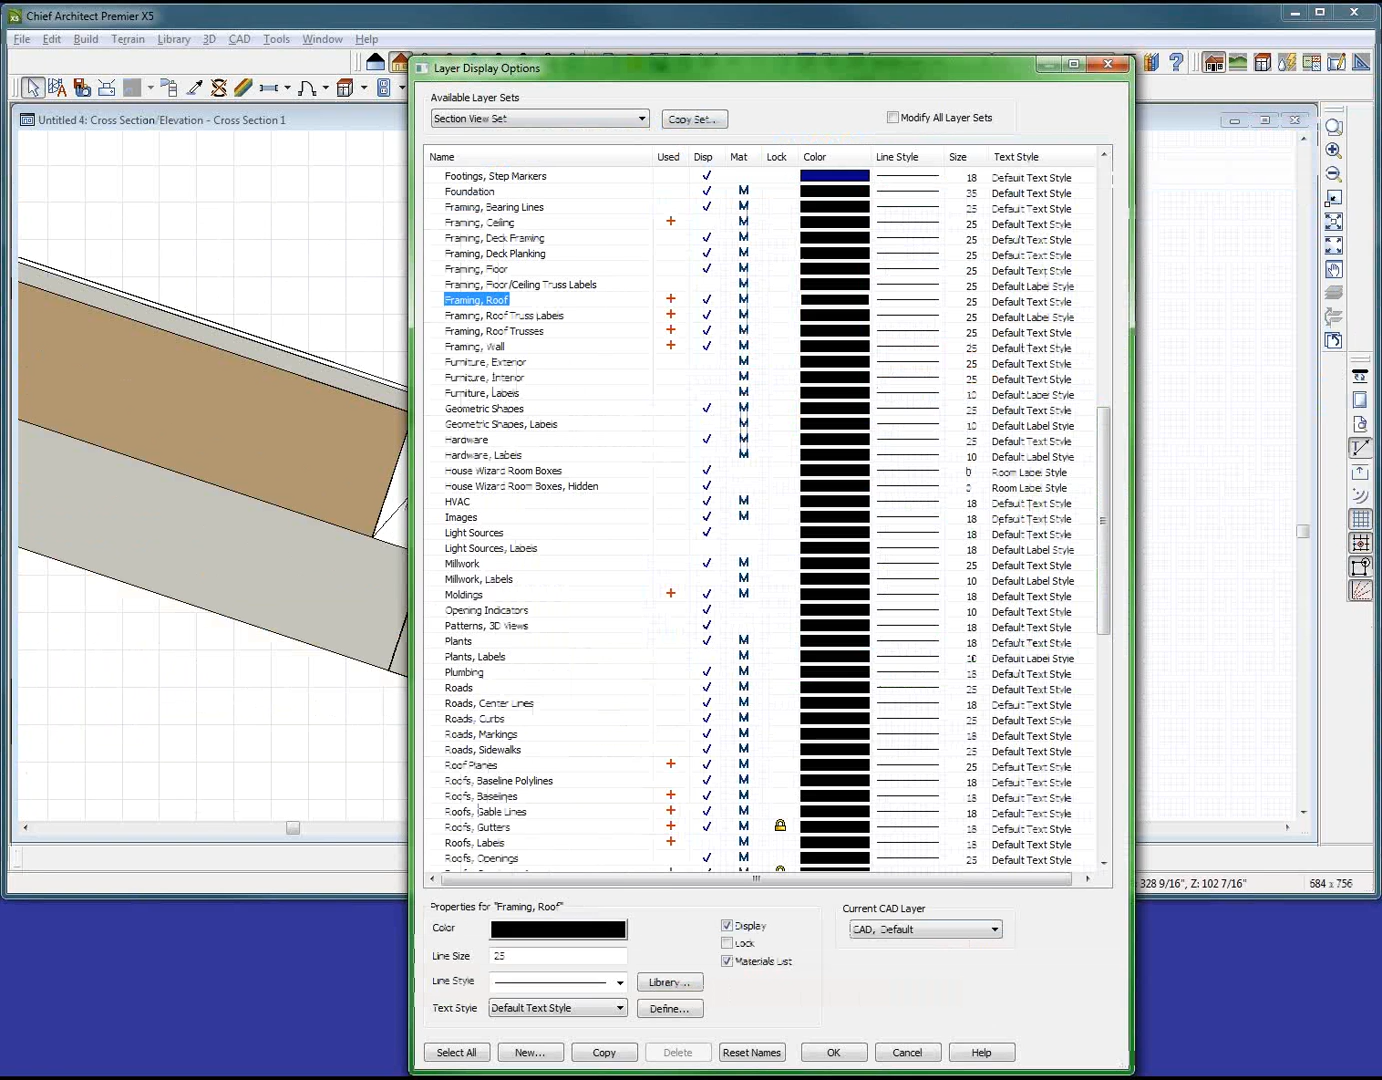 Chief Architect Premier X5
File Edit Build Terrain Library 3D CAD Tools Window Help
Untitled 4: Cross Section/Elevation - Cross Section 1
Layer Display Options
Available Layer Sets
Section View Set Copy Set... Modify All Layer Sets
Name Used Disp Mat Lock Color Line Style Size Text Style
Footings, Step Markers 18 Default Text Style
Foundation M 35 Default Text Style
Framing, Bearing Lines M 25 Default Text Style
Framing, Ceiling + M 25 Default Text Style
Framing, Deck Framing M 25 Default Text Style
Framing, Deck Planking M 25 Default Text Style
Framing, Floor M 25 Default Text Style
Framing, Floor/Ceiling Truss Labels M 25 Default Label Style
Framing, Roof + M 25 Default Text Style
Framing, Roof Truss Labels + M 25 Default Label Style
Framing, Roof Trusses + M 25 Default Text Style
Framing, Wall + M 25 Default Text Style
Furniture, Exterior M 25 Default Text Style
Furniture, Interior M 25 Default Text Style
Furniture, Labels M 10 Default Label Style
Geometric Shapes M 25 Default Text Style
Geometric Shapes, Labels M 10 Default Label Style
Hardware M 25 Default Text Style
Hardware, Labels M 10 Default Label Style
House Wizard Room Boxes 0 Room Label Style
House Wizard Room Boxes, Hidden Room Label Style
HVAC M 18 Default Text Style
Images M 18 Default Text Style
Light Sources 18 Default Text Style
Light Sources, Labels 18 Default Label Style
Millwork M 25 Default Text Style
Millwork, Labels M 10 Default Label Style
Moldings + M 18 Default Text Style
Opening Indicators 10 Default Text Style
Patterns, 3D Views 18 Default Text Style
Plants M 18 Default Text Style
Plants, Labels M 10 Default Label Style
Plumbing M 18 Default Text Style
Roads M 25 Default Text Style
Roads, Center Lines M 18 Default Text Style
Roads, Curbs M 25 Default Text Style
Roads, Markings M 18 Default Text Style
Roads, Sidewalks M 25 Default Text Style
Roof Planes + M 25 Default Text Style
Roofs, Baseline Polylines M 18 Default Text Style
Roofs, Baselines + M 18 Default Text Style
Roofs, Gable Lines + M 18 Default Text Style
Roofs, Gutters + M 18 Default Text Style
Roofs, Labels + M 18 Default Text Style
Roofs, Openings M 25 Default Text Style
328 9/16", Z: 102 7/16" 684 x 756
Properties for "Framing, Roof"
Color
Line Size 25
Line Style Library...
Text Style Default Text Style Define...
Display
Lock
Materials List
Current CAD Layer
CAD, Default
Select All New... Copy Delete Reset Names OK Cancel Help